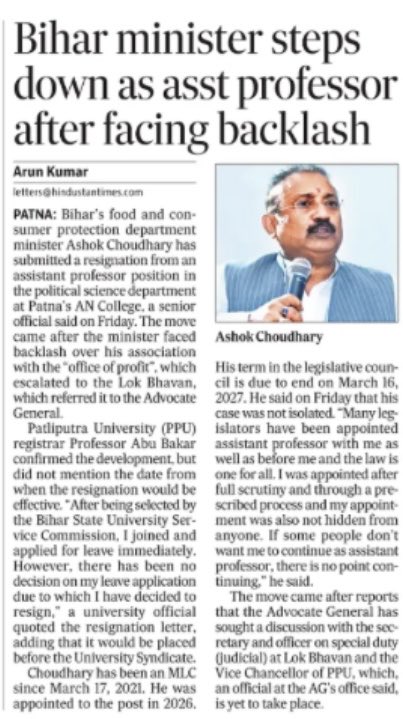 Bihar minister steps
down as asst professor
after facing backlash
Arun Kumar
letters@hindustantimes.com
PATNA: Bihar's food and con-
sumer protection department
minister Ashok Choudhary has
submitted a resignation from an
assistant professor position in
the political science department
at Patna's AN College, a senior
official said on Friday. The move
came after the minister faced
backlash over his association
with the "office of profit", which
escalated to the Lok Bhavan,
which referred it to the Advocate
General.
Patliputra University (PPU)
registrar Professor Abu Bakar
confirmed the development, but
did not mention the date from
when the resignation would be
effective. "After being selected by
the Bihar State University Ser-
vice Commission, I joined and
applied for leave immediately.
However, there has been no
decision on my leave application
due to which I have decided to
resign," a university official
quoted the resignation letter,
adding that it would be placed
before the University Syndicate.
Choudhary has been an MLC
since March 17, 2021. He was
appointed to the post in 2026.
Ashok Choudhary
His term in the legislative coun-
cil is due to end on March 16,
2027. He said on Friday that his
case was not isolated. "Many leg-
islators have been appointed
assistant professor with me as
well as before me and the law is
one for all. I was appointed after
full scrutiny and through a pre-
scribed process and my appoint-
ment was also not hidden from
anyone. If some people don't
want me to continue as assistant
professor, there is no point con-
tinuing," he said.
The move came after reports
that the Advocate General has
sought a discussion with the sec-
retary and officer on special duty
(judicial) at Lok Bhavan and the
Vice Chancellor of PPU, which,
an official at the AG's office said,
is yet to take place.